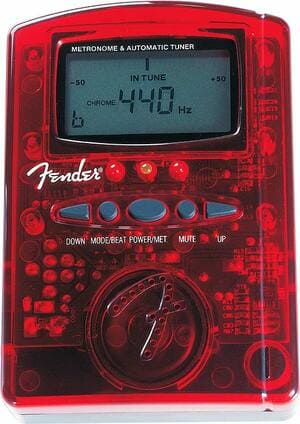 METRONOME & AUTOMATIC TUNER
-50 IN TUNE +50
CHROME. 440 Hz
b
Fender
DOWN MODE/BEAT POWER/MET. MUTE UP